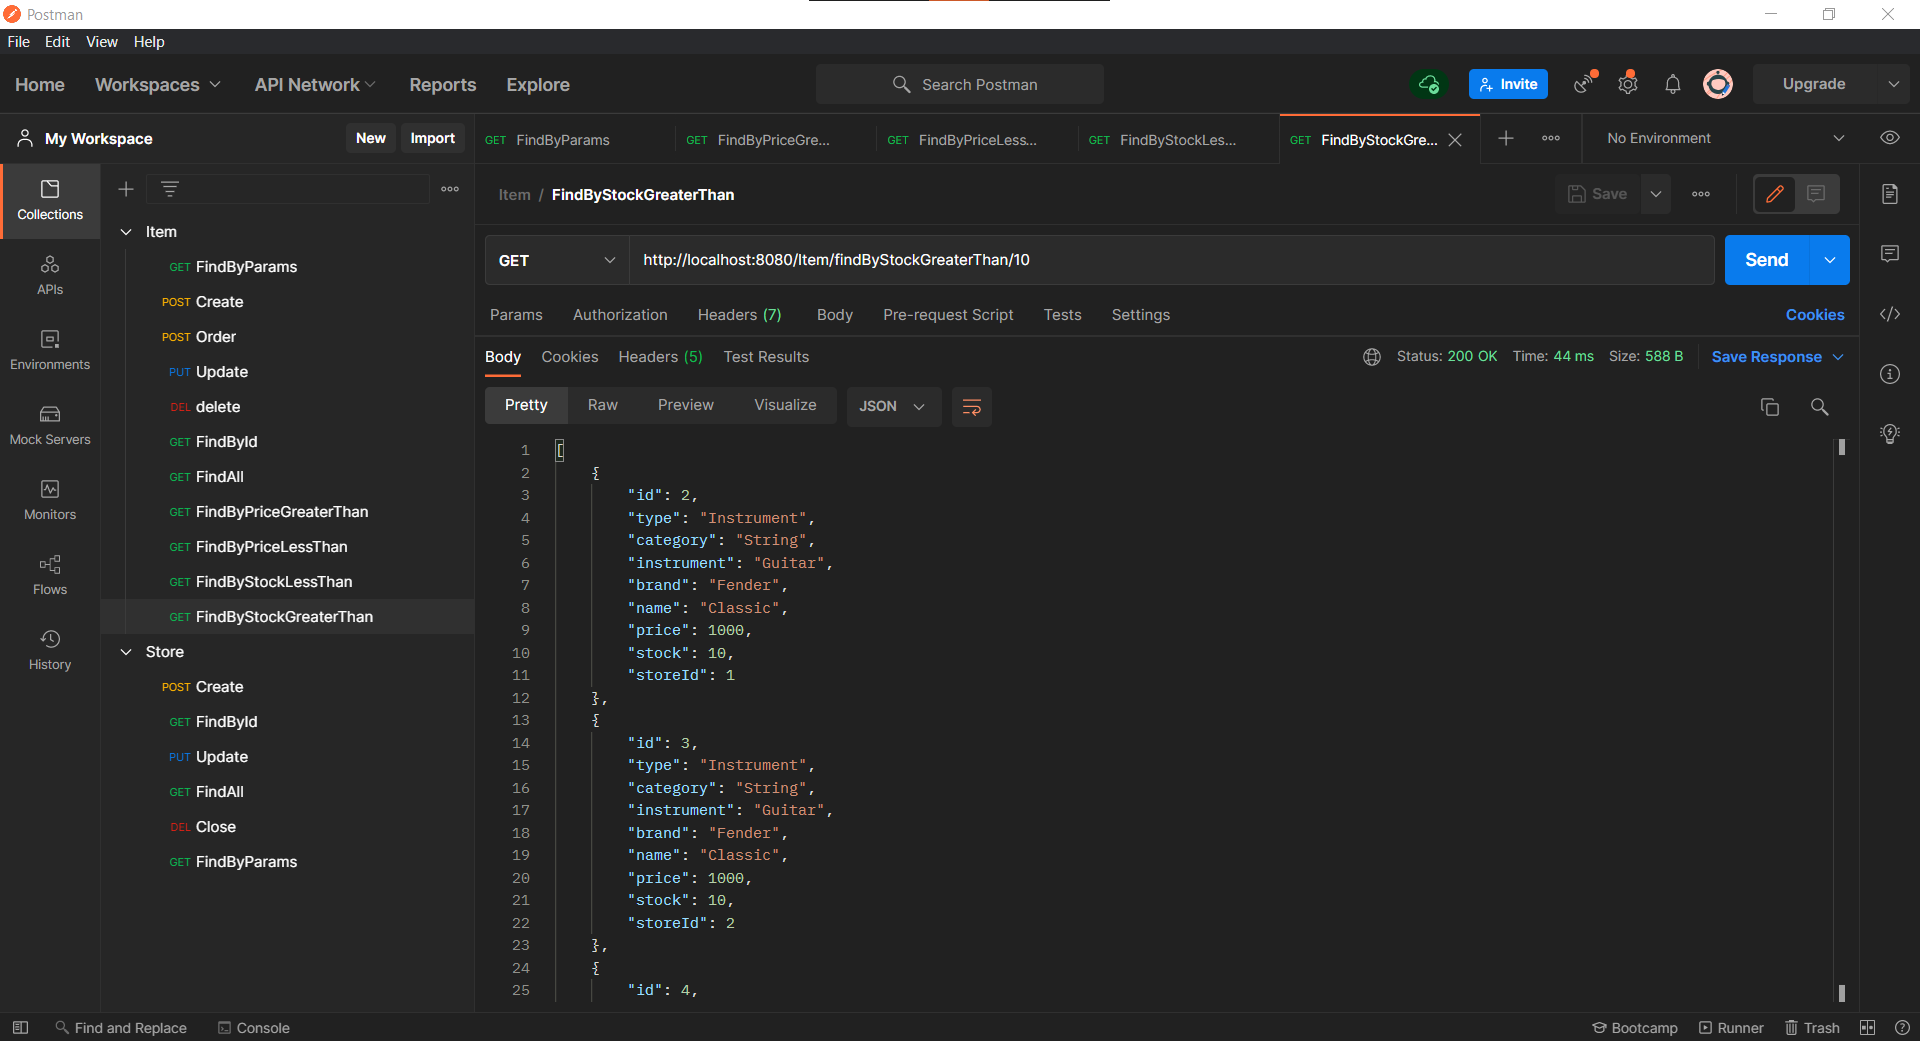 Postman
File Edit View Help
Home Workspaces API Network Reports Explore
Search Postman
Invite
Upgrade
My Workspace
New Import
GET FindByParams
GET FindByPriceGre...
GET FindByPriceLess...
GET FindByStockLes...
GET FindByStockGre...
No Environment
Collections
APIs
Environments
Mock Servers
Monitors
Flows
History
Item
GET FindByParams
POST Create
POST Order
PUT Update
DEL delete
GET FindById
GET FindAll
GET FindByPriceGreaterThan
GET FindByPriceLessThan
GET FindByStockLessThan
GET FindByStockGreaterThan
Store
POST Create
GET FindById
PUT Update
GET FindAll
DEL Close
GET FindByParams
Item / FindByStockGreaterThan
Save
GET http://localhost:8080/Item/findByStockGreaterThan/10
Send
Params Authorization Headers (7) Body Pre-request Script Tests Settings
Cookies
Body Cookies Headers (5) Test Results
Status: 200 OK Time: 44 ms Size: 588 B Save Response
Pretty Raw Preview Visualize JSON
1 [
2 {
3 "id": 2,
4 "type": "Instrument",
5 "category": "String",
6 "instrument": "Guitar",
7 "brand": "Fender",
8 "name": "Classic",
9 "price": 1000,
10 "stock": 10,
11 "storeId": 1
12 },
13 {
14 "id": 3,
15 "type": "Instrument",
16 "category": "String",
17 "instrument": "Guitar",
18 "brand": "Fender",
19 "name": "Classic",
20 "price": 1000,
21 "stock": 10,
22 "storeId": 2
23 },
24 {
25 "id": 4,
Find and Replace Console
Bootcamp Runner Trash